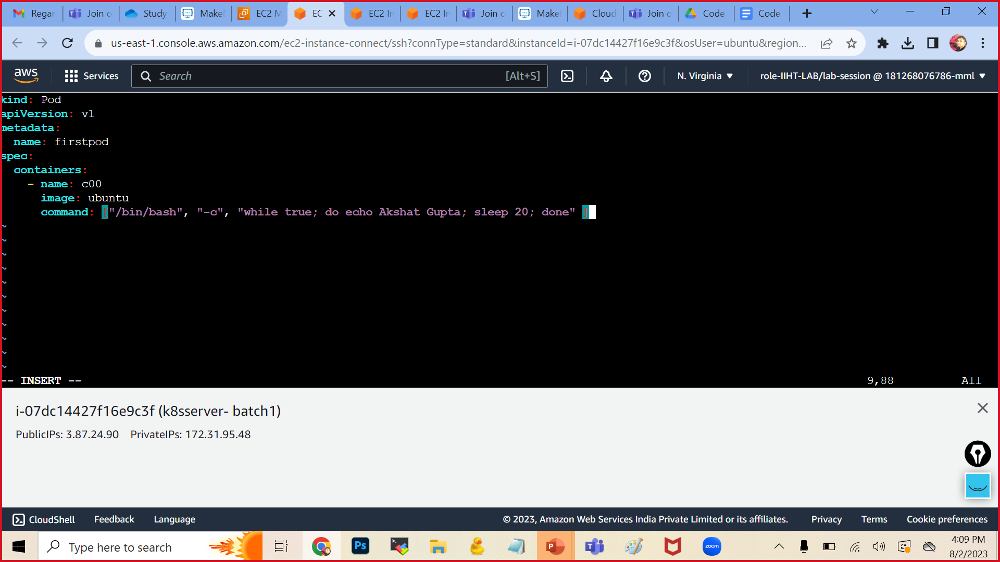 Regar Join c Study Make EC2 M EC EC2 In EC2 In Join c Make Cloud Join c Code Code
us-east-1.console.aws.amazon.com/ec2-instance-connect/ssh?connType=standard&instanceId=i-07dc14427f16e9c3f&osUser=ubuntu&region...
aws Services Search [Alt+S] N. Virginia role-IIHT-LAB/lab-session @ 181268076786-mml
kind: Pod
apiVersion: v1
metadata:
  name: firstpod
spec:
  containers:
    - name: c00
      image: ubuntu
      command: ["/bin/bash", "-c", "while true; do echo Akshat Gupta; sleep 20; done" ]
~
~
~
~
~
~
~
~
~
~
~
-- INSERT -- 9,88 All
i-07dc14427f16e9c3f (k8sserver- batch1)
PublicIPs: 3.87.24.90 PrivateIPs: 172.31.95.48
CloudShell Feedback Language © 2023, Amazon Web Services India Private Limited or its affiliates. Privacy Terms Cookie preferences
Type here to search Ps P zoom 4:09 PM
8/2/2023